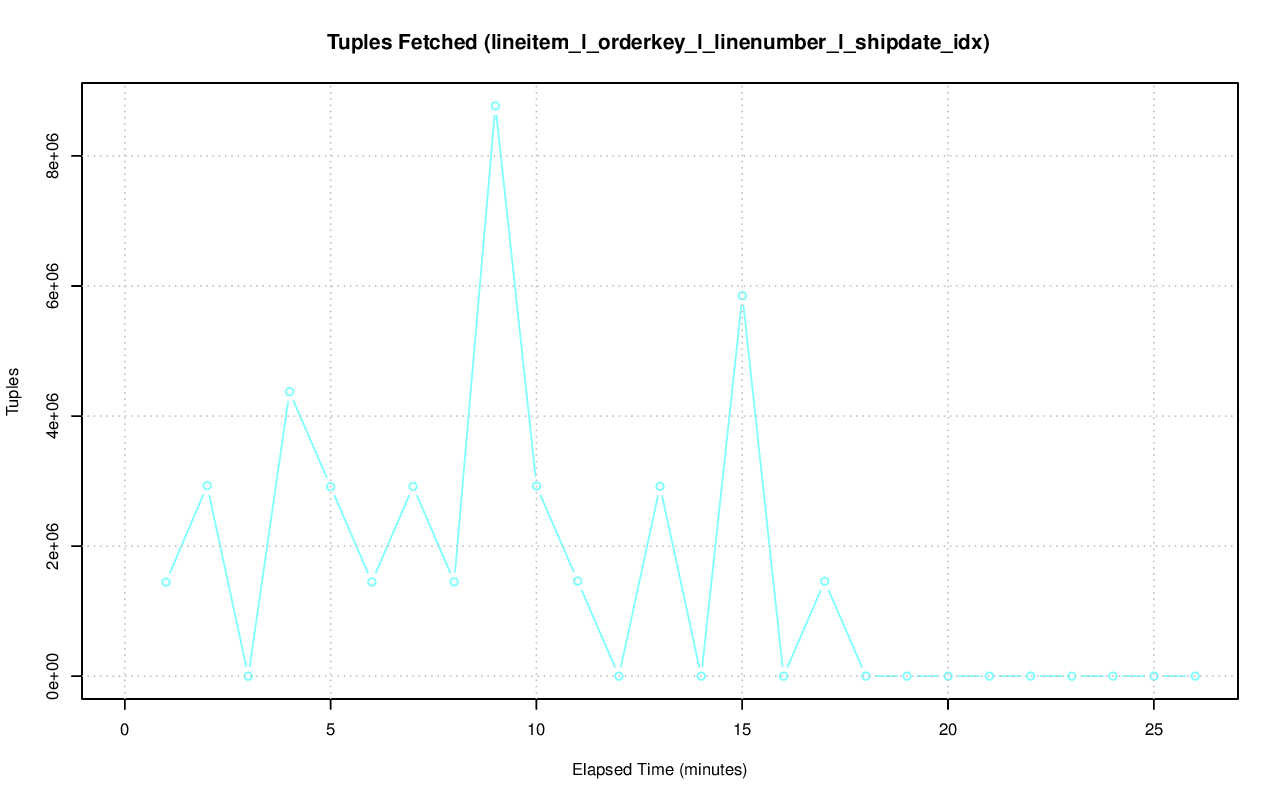 Tuples Fetched (lineitem_l_orderkey_l_linenumber_l_shipdate_idx)
8e+06
6e+06
4e+06
2e+06
0e+00
Tuples
0 5 10 15 20 25
Elapsed Time (minutes)